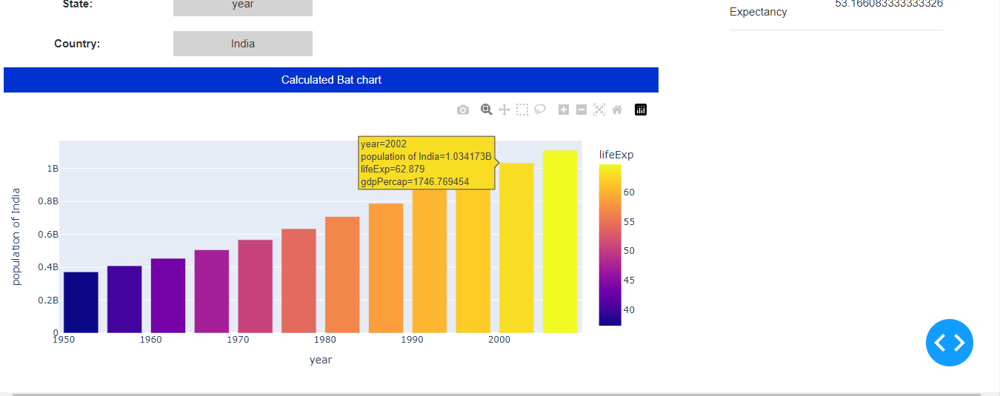 State:
year
Country:
India
Expectancy
53.166083333333326
Calculated Bat chart
year=2002
population of India=1.034173B
lifeExp=62.879
gdpPercap=1746.769454
population of India
1B
0.8B
0.6B
0.4B
0.2B
0
1950
1960
1970
1980
1990
2000
year
lifeExp
60
55
50
45
40